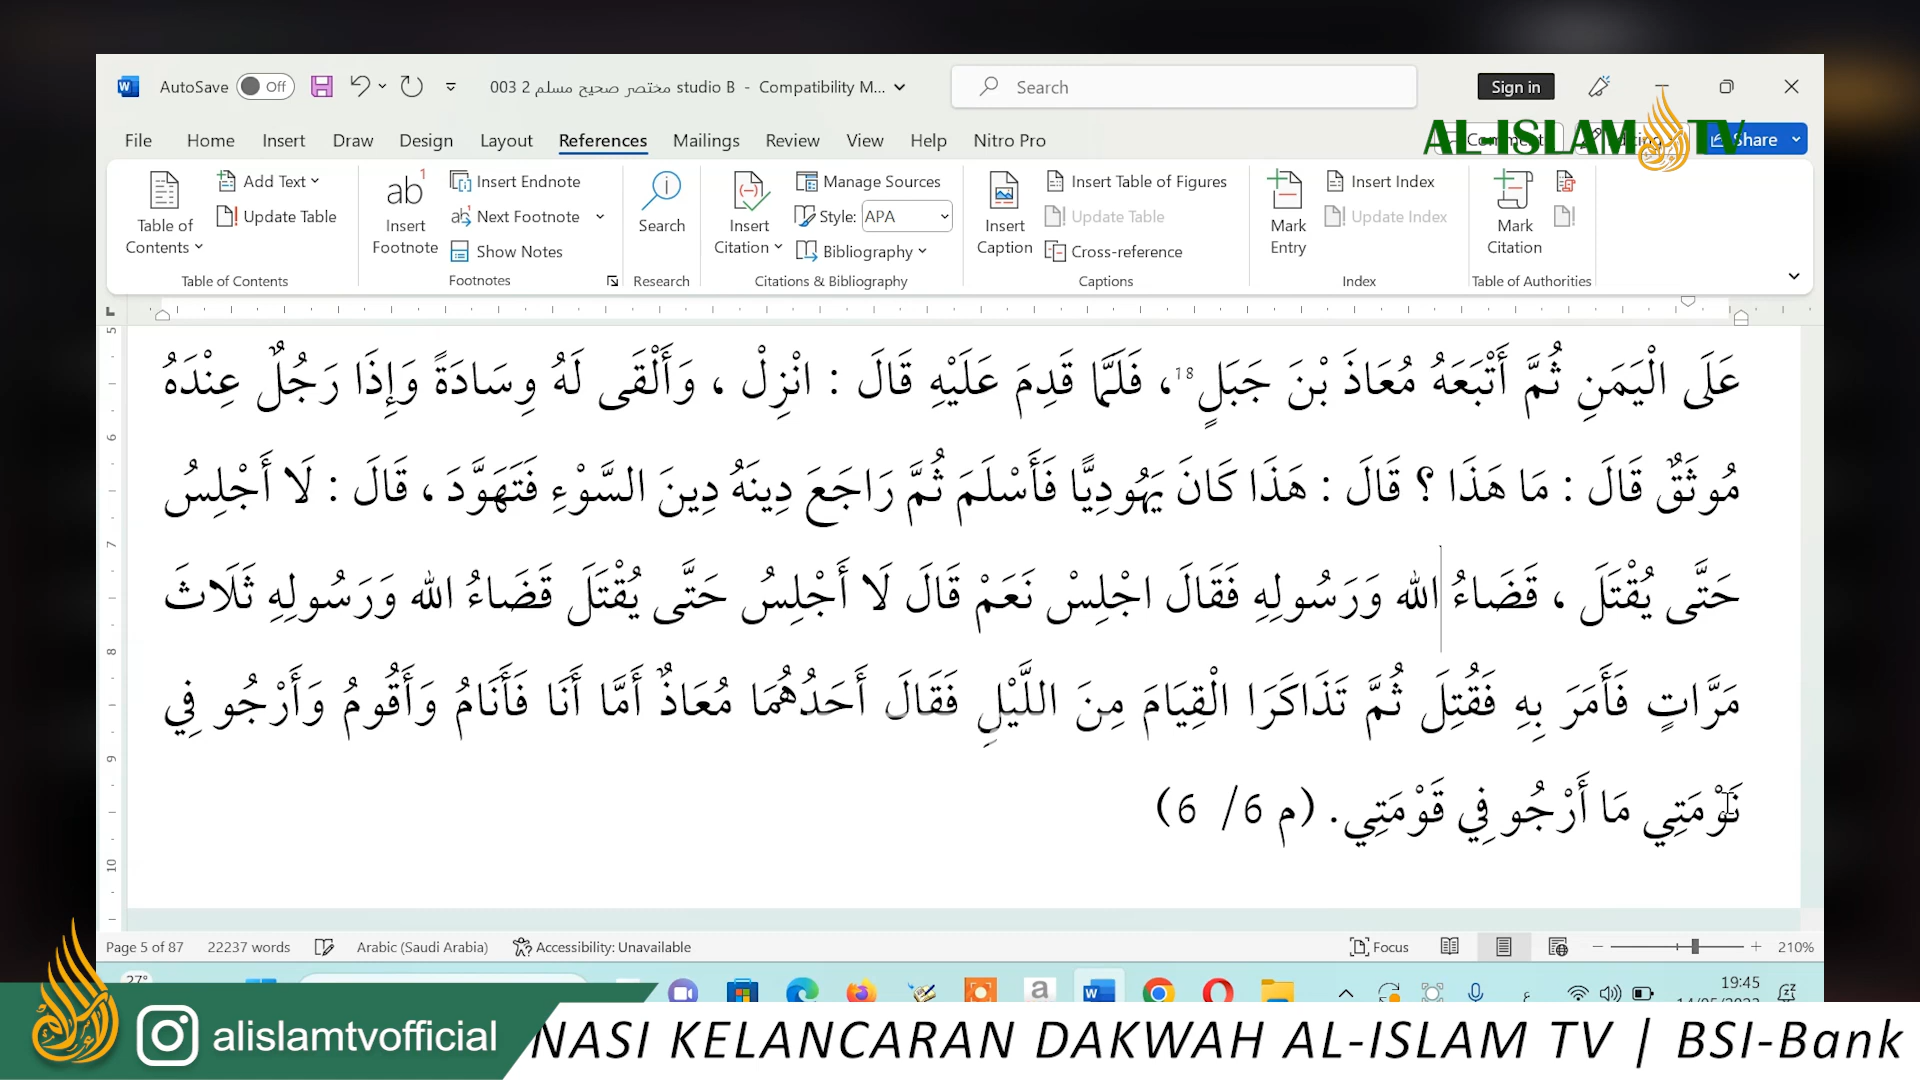 AutoSave Off 003 مختصر صحيح مسلم 2 studio B - Compatibility M... Search Sign in
AL-ISLAM TV
File Home Insert Draw Design Layout References Mailings Review View Help Nitro Pro Share
Table of Contents
Add Text
Update Table
Table of Contents
Insert Footnote
Insert Endnote
Next Footnote
Show Notes
Footnotes
Search
Research
Insert Citation
Manage Sources
Style: APA
Bibliography
Citations & Bibliography
Insert Caption
Insert Table of Figures
Update Table
Cross-reference
Captions
Mark Entry
Insert Index
Update Index
Index
Mark Citation
Table of Authorities
عَلَى الْيَمَنِ ثُمَّ أَتْبَعَهُ مُعَاذَ بْنَ جَبَلٍ18، فَلَمَّا قَدِمَ عَلَيْهِ قَالَ : انْزِلْ ، وَأَلْقَى لَهُ وِسَادَةً وَإِذَا رَجُلٌ عِنْدَهُ
مُوثَقٌ قَالَ : مَا هَذَا ؟ قَالَ : هَذَا كَانَ يَهُودِيًّا فَأَسْلَمَ ثُمَّ رَاجَعَ دِينَهُ دِينَ السَّوْءِ فَتَهَوَّدَ ، قَالَ : لَا أَجْلِسُ
حَتَّى يُقْتَلَ ، قَضَاءُ الله وَرَسُولِهِ فَقَالَ اجْلِسْ نَعَمْ قَالَ لَا أَجْلِسُ حَتَّى يُقْتَلَ قَضَاءُ الله وَرَسُولِهِ ثَلَاثَ
مَرَّاتٍ فَأَمَرَ بِهِ فَقُتِلَ ثُمَّ تَذَاكَرَا الْقِيَامَ مِنَ اللَّيْلِ فَقَالَ أَحَدُهُمَا مُعَاذٌ أَمَّا أَنَا فَأَنَامُ وَأَقُومُ وَأَرْجُو فِي
نَوْمَتِي مَا أَرْجُو فِي قَوْمَتِي. (م 6/ 6)
Page 5 of 87 22237 words Arabic (Saudi Arabia) Accessibility: Unavailable Focus 210%
27° 19:45
alislamtvofficial NASI KELANCARAN DAKWAH AL-ISLAM TV | BSI-Bank